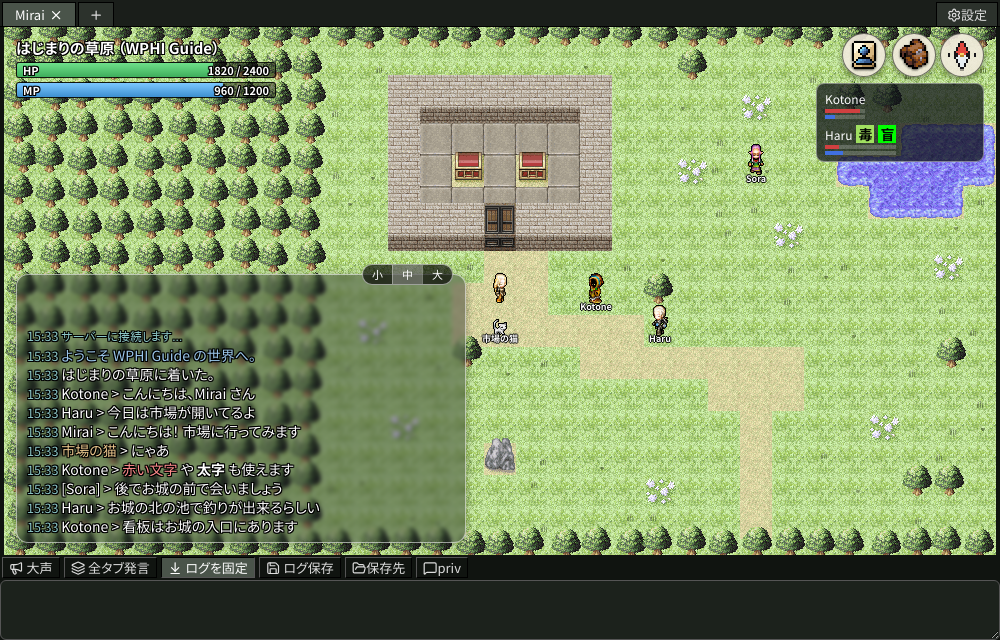 Mirai ×
+
設定
はじまりの草原 (WPHI Guide)
HP 1820 / 2400
MP 960 / 1200
Kotone
Haru 毒 盲
Sora
Kotone
Haru
市場の猫
小 中 大
15:33 サーバーに接続します...
15:33 ようこそ WPHI Guide の世界へ。
15:33 はじまりの草原に着いた。
15:33 Kotone > こんにちは、Mirai さん
15:33 Haru > 今日は市場が開いてるよ
15:33 Mirai > こんにちは! 市場に行ってみます
15:33 市場の猫 > にゃあ
15:33 Kotone > 赤い文字 や 太字 も使えます
15:33 [Sora] > 後でお城の前で会いましょう
15:33 Haru > お城の北の池で釣りが出来るらしい
15:33 Kotone > 看板はお城の入口にあります
大声 全タブ発言 ログを固定 ログ保存 保存先 priv